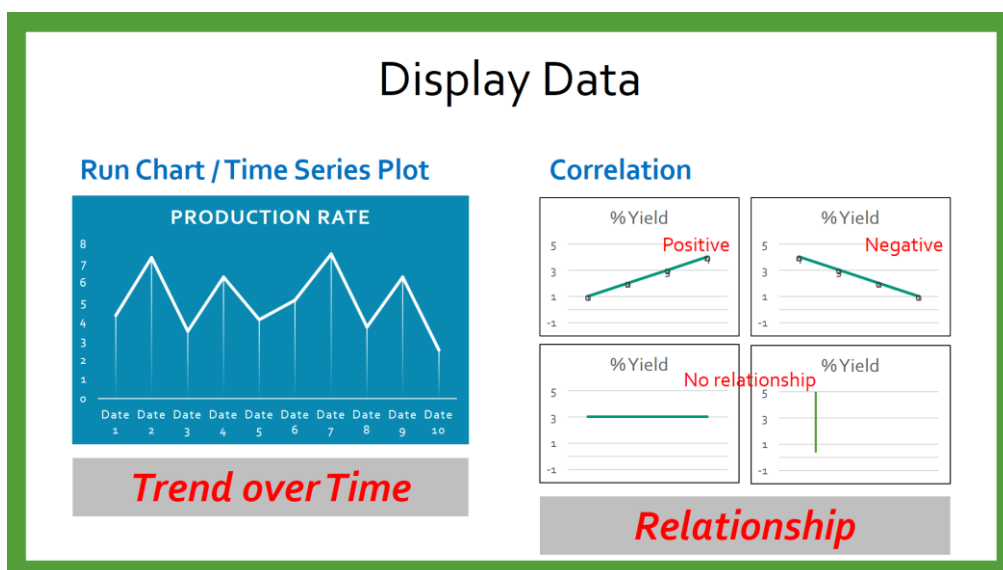 Display Data
Run Chart / Time Series Plot
PRODUCTION RATE
8
7
6
5
4
3
2
1
0
Date Date Date Date Date Date Date Date Date Date
1 2 3 4 5 6 7 8 9 10
Trend over Time
Correlation
% Yield
Positive
5
3
1
-1
% Yield
Negative
5
3
1
-1
% Yield
No relationship
5
3
1
-1
% Yield
5
3
1
-1
Relationship